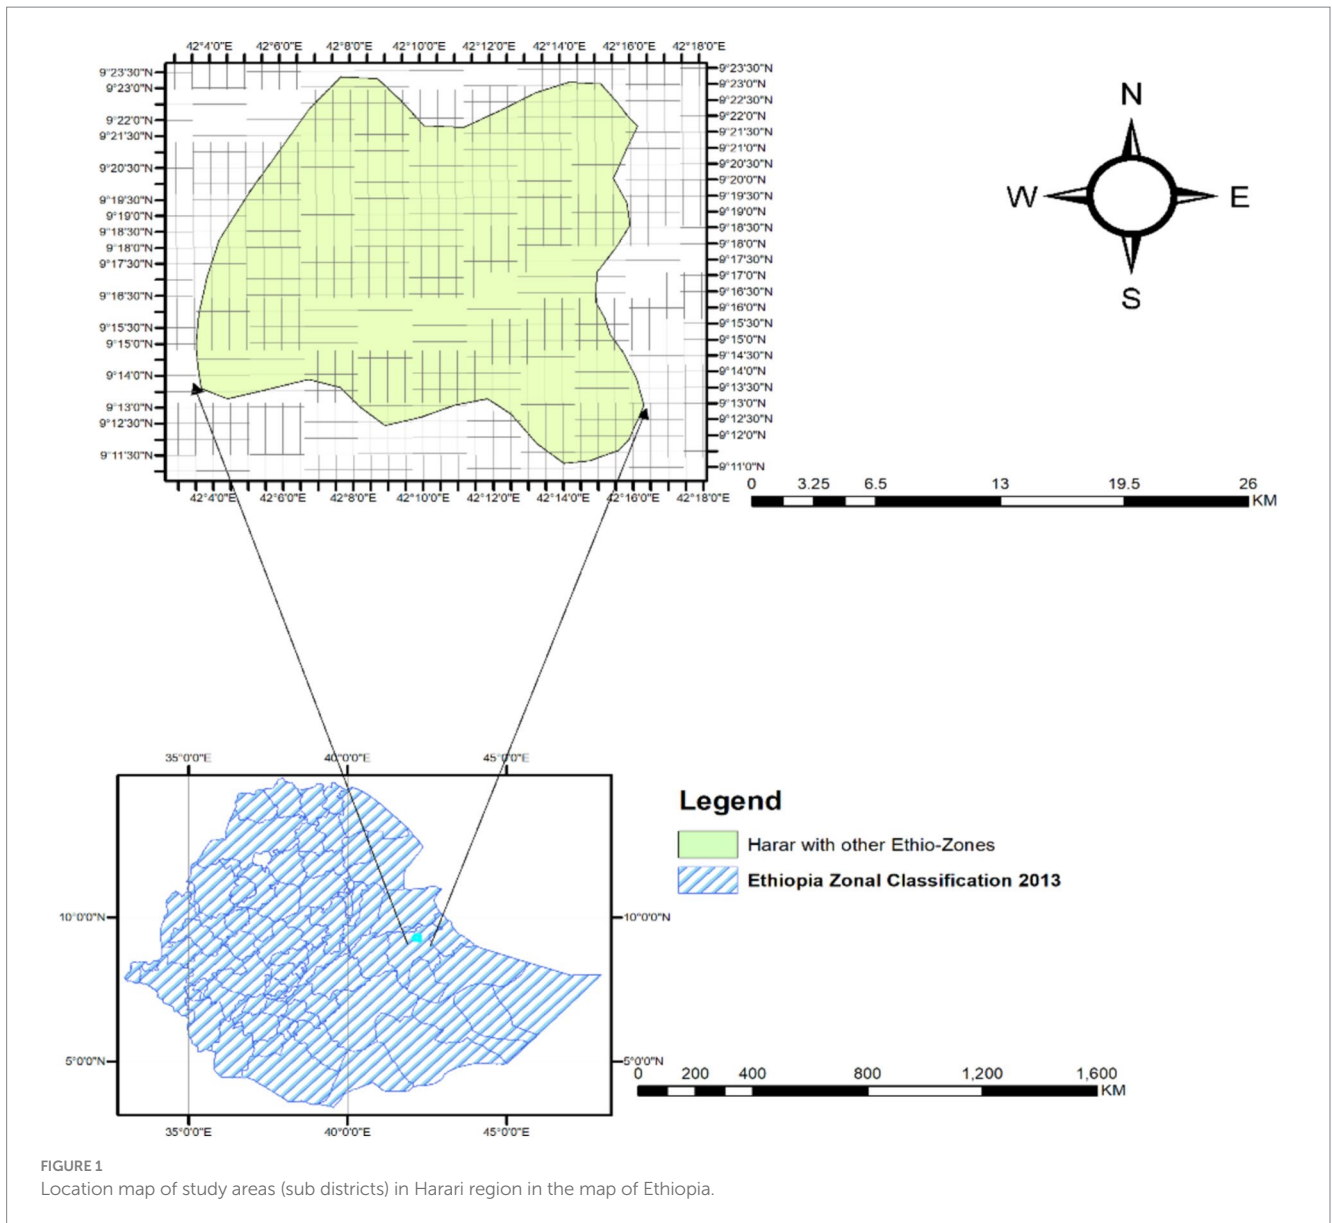 42°4'0"E 42°6'0"E 42°8'0"E 42°10'0"E 42°12'0"E 42°14'0"E 42°16'0"E 42°18'0"E
9°23'30"N
9°23'0"N
9°22'0"N
9°21'30"N
9°20'30"N
9°19'30"N
9°19'0"N
9°18'30"N
9°18'0"N
9°17'30"N
9°16'30"N
9°15'30"N
9°15'0"N
9°14'0"N
9°13'0"N
9°12'30"N
9°11'30"N
9°23'30"N
9°23'0"N
9°22'30"N
9°22'0"N
9°21'30"N
9°21'0"N
9°20'30"N
9°20'0"N
9°19'30"N
9°19'0"N
9°18'30"N
9°18'0"N
9°17'30"N
9°17'0"N
9°16'30"N
9°16'0"N
9°15'30"N
9°15'0"N
9°14'30"N
9°14'0"N
9°13'30"N
9°13'0"N
9°12'30"N
9°12'0"N
9°11'0"N
42°4'0"E 42°6'0"E 42°8'0"E 42°10'0"E 42°12'0"E 42°14'0"E 42°16'0"E 42°18'0"E
N
W E
S
0 3.25 6.5 13 19.5 26
KM
35°0'0"E 40°0'0"E 45°0'0"E
10°0'0"N 10°0'0"N
5°0'0"N 5°0'0"N
35°0'0"E 40°0'0"E 45°0'0"E
Legend
Harar with other Ethio-Zones
Ethiopia Zonal Classification 2013
0 200 400 800 1,200 1,600
KM
FIGURE 1
Location map of study areas (sub districts) in Harari region in the map of Ethiopia.